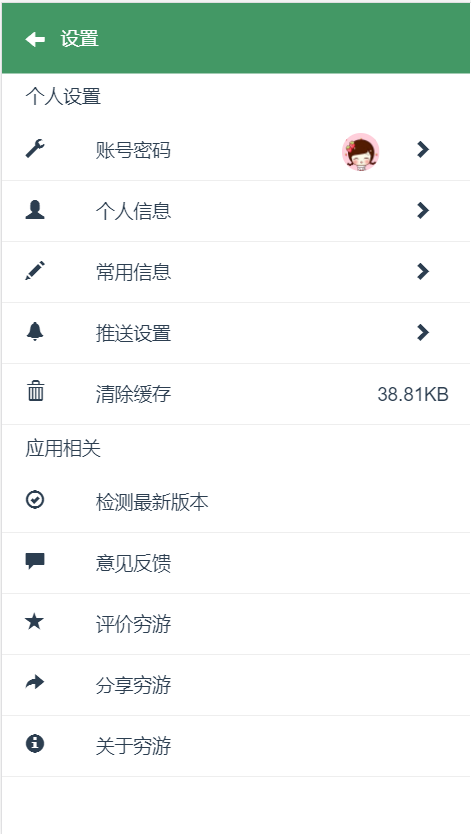 设置
个人设置
账号密码
个人信息
常用信息
推送设置
清除缓存 38.81KB
应用相关
检测最新版本
意见反馈
评价穷游
分享穷游
关于穷游